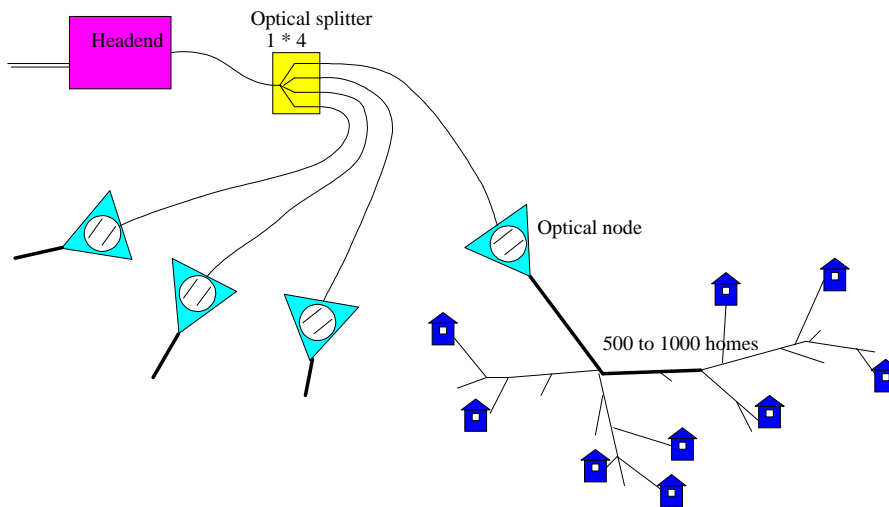 Optical splitter
1 * 4
Headend
Optical node
500 to 1000 homes